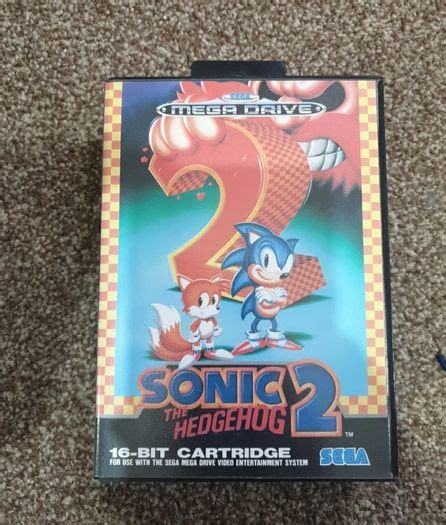 SEGA
MEGA DRIVE
2
SONIC 2
THE
HEDGEHOG
TM
16-BIT CARTRIDGE
SEGA
FOR USE WITH THE SEGA MEGA DRIVE VIDEO ENTERTAINMENT SYSTEM